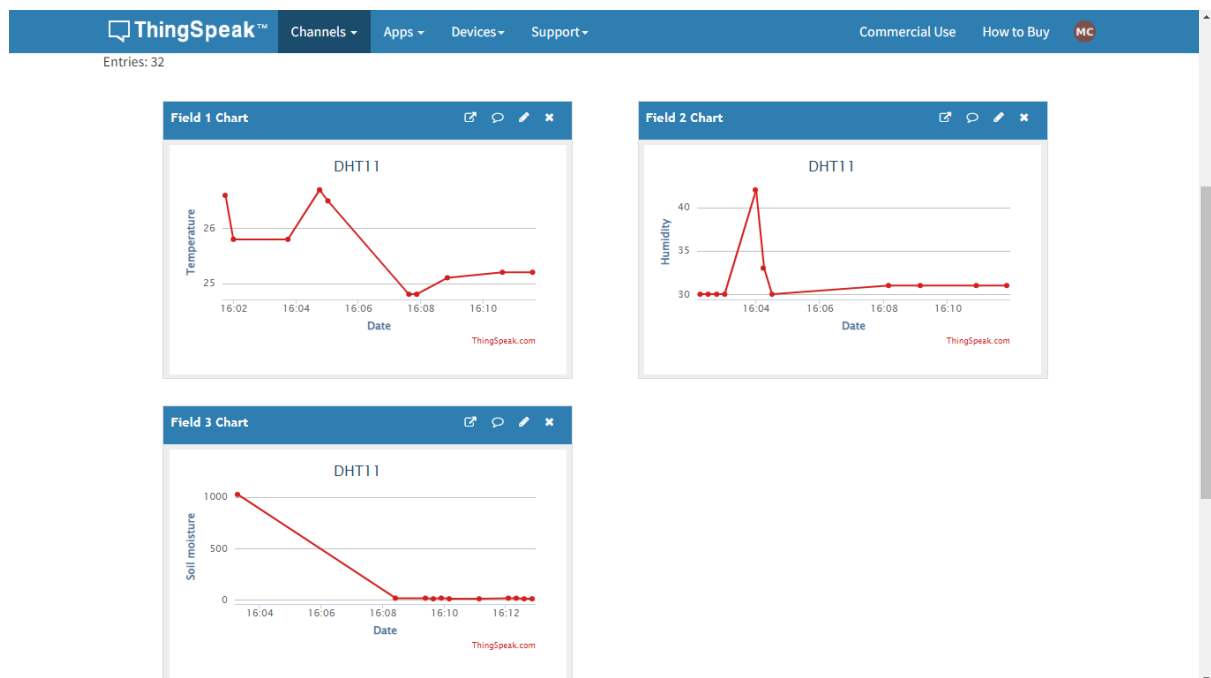 ThingSpeak™ Channels Apps Devices Support Commercial Use How to Buy MC
Entries: 32
Field 1 Chart
DHT11
Temperature
26
25
16:02 16:04 16:06 16:08 16:10
Date
ThingSpeak.com
Field 2 Chart
DHT11
Humidity
40
35
30
16:04 16:06 16:08 16:10
Date
ThingSpeak.com
Field 3 Chart
DHT11
Soil moisture
1000
500
0
16:04 16:06 16:08 16:10 16:12
Date
ThingSpeak.com